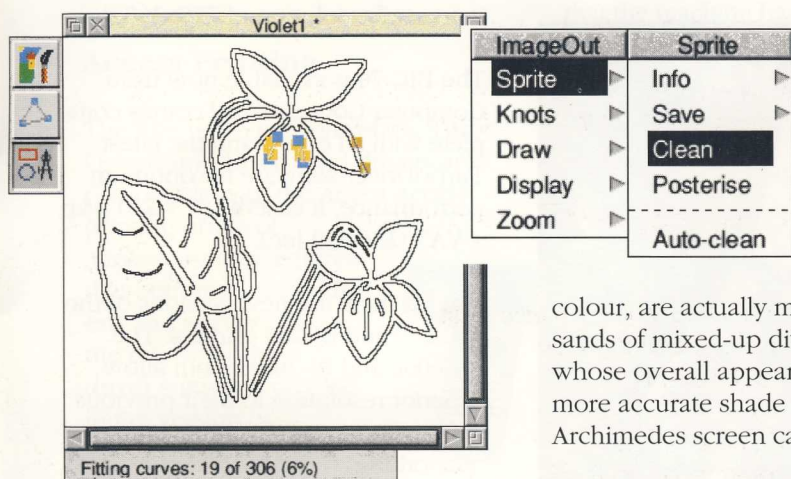 Violet1 *
ImageOut
Sprite
Knots
Draw
Display
Zoom
Sprite
Info
Save
Clean
Posterise
Auto-clean
colour, are actually m
sands of mixed-up di
whose overall appear
more accurate shade
Archimedes screen ca
Fitting curves: 19 of 306 (6%)